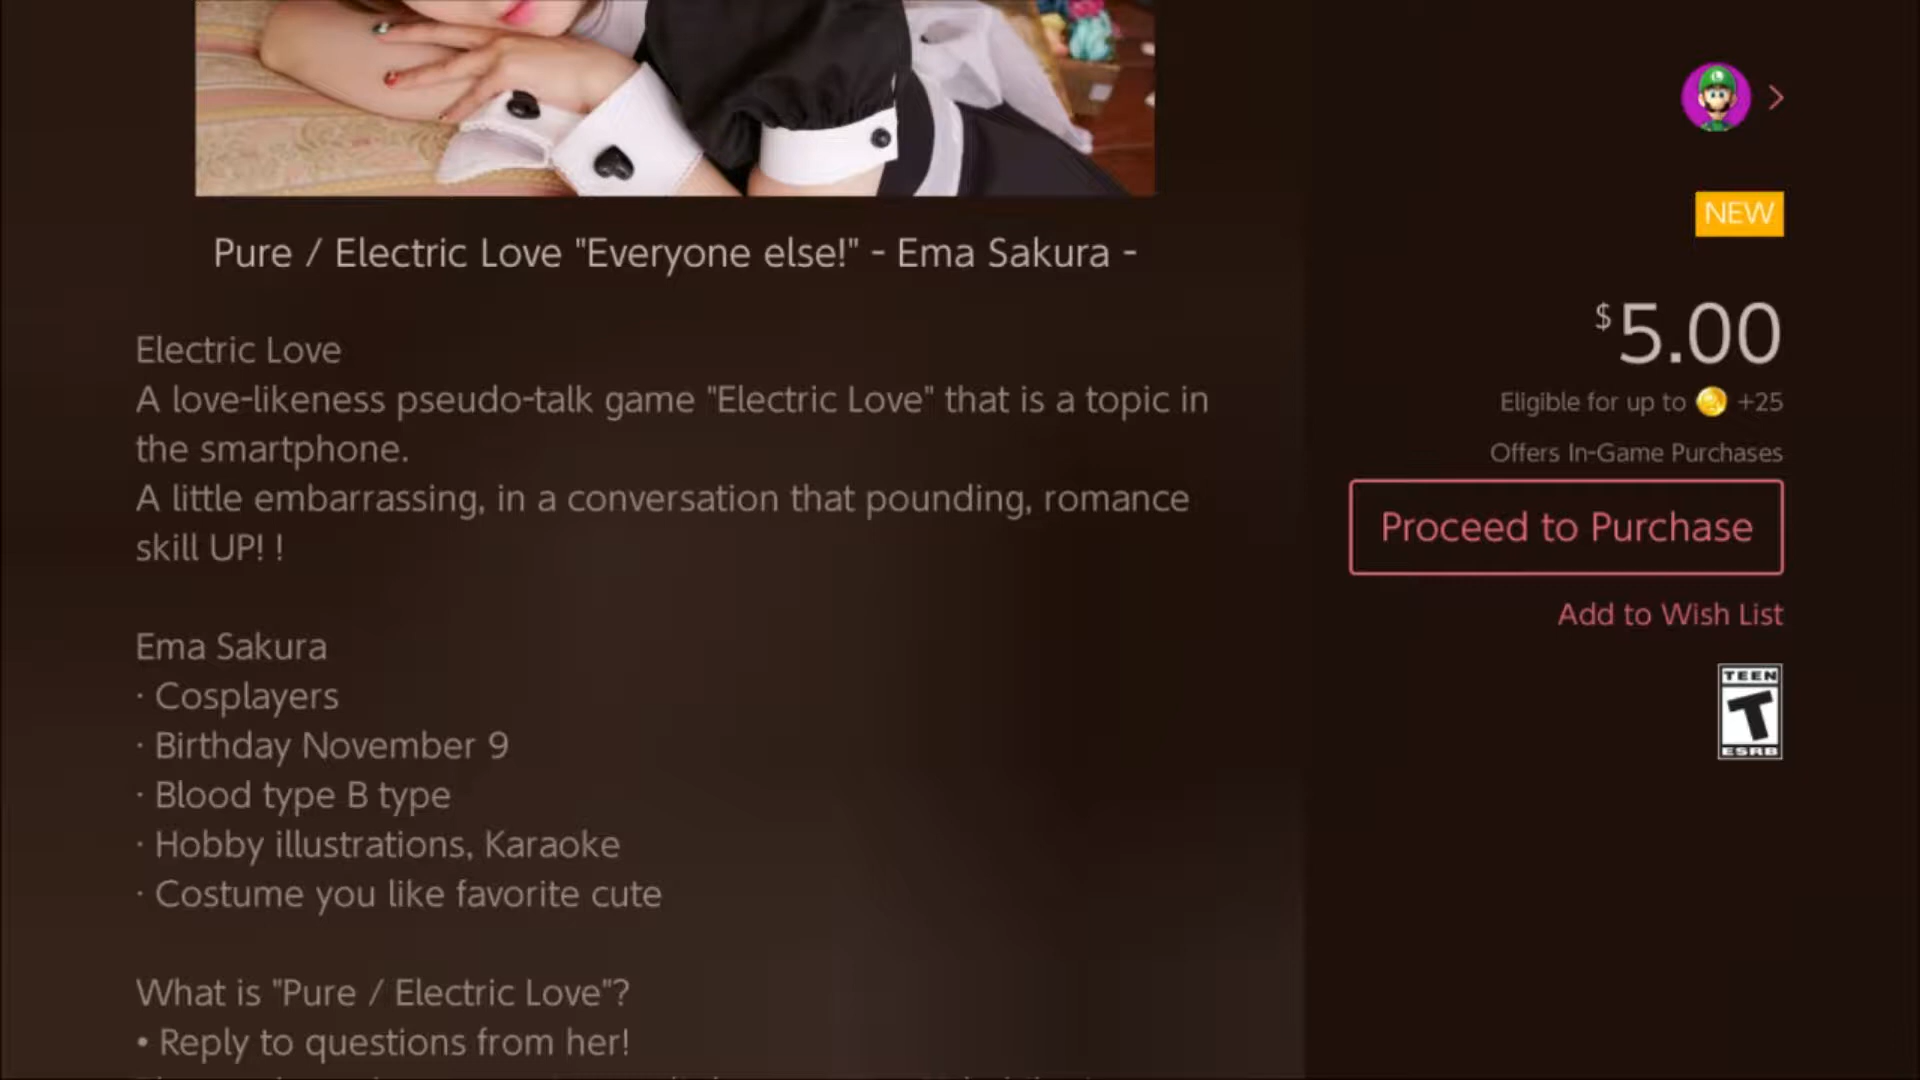 Pure / Electric Love "Everyone else!" - Ema Sakura -
Electric Love
A love-likeness pseudo-talk game "Electric Love" that is a topic in
the smartphone.
A little embarrassing, in a conversation that pounding, romance
skill UP! !
Ema Sakura
· Cosplayers
· Birthday November 9
· Blood type B type
· Hobby illustrations, Karaoke
· Costume you like favorite cute
What is "Pure / Electric Love"?
• Reply to questions from her!
NEW
$5.00
Eligible for up to +25
Offers In-Game Purchases
Proceed to Purchase
Add to Wish List
TEEN
T
ESRB